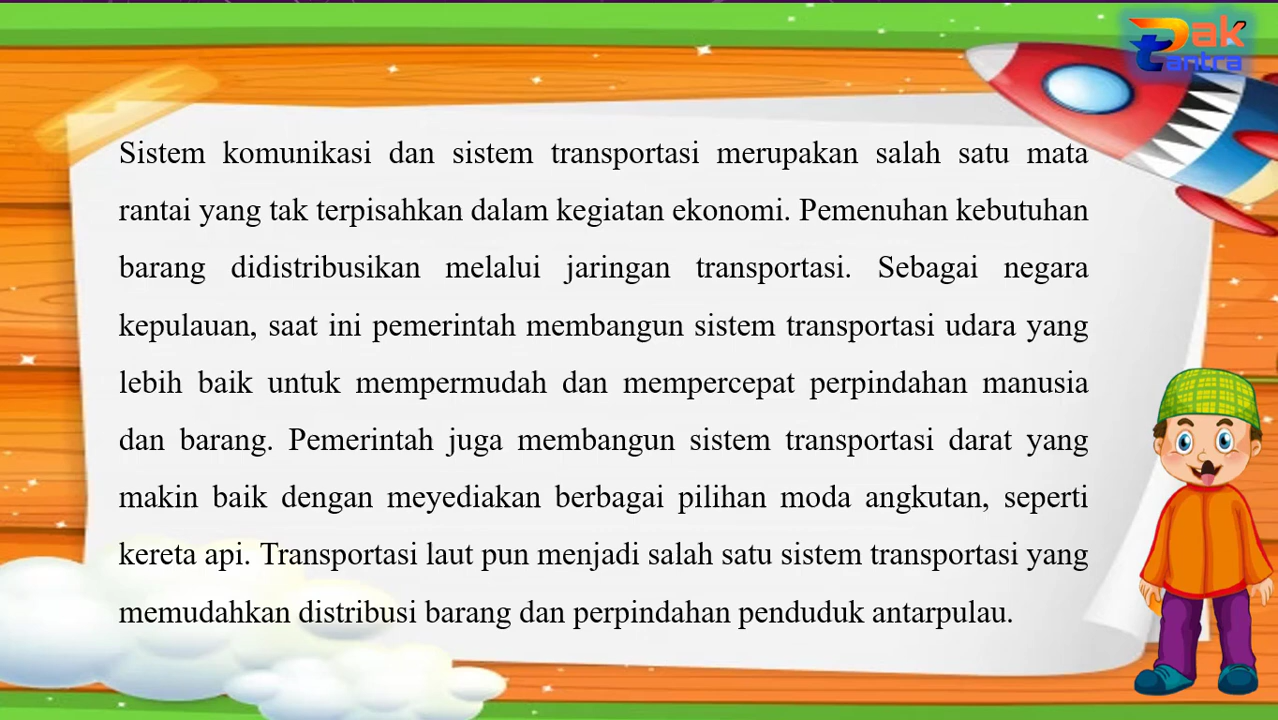 Pak
tantra
Sistem komunikasi dan sistem transportasi merupakan salah satu mata
rantai yang tak terpisahkan dalam kegiatan ekonomi. Pemenuhan kebutuhan
barang didistribusikan melalui jaringan transportasi. Sebagai negara
kepulauan, saat ini pemerintah membangun sistem transportasi udara yang
lebih baik untuk mempermudah dan mempercepat perpindahan manusia
dan barang. Pemerintah juga membangun sistem transportasi darat yang
makin baik dengan meyediakan berbagai pilihan moda angkutan, seperti
kereta api. Transportasi laut pun menjadi salah satu sistem transportasi yang
memudahkan distribusi barang dan perpindahan penduduk antarpulau.